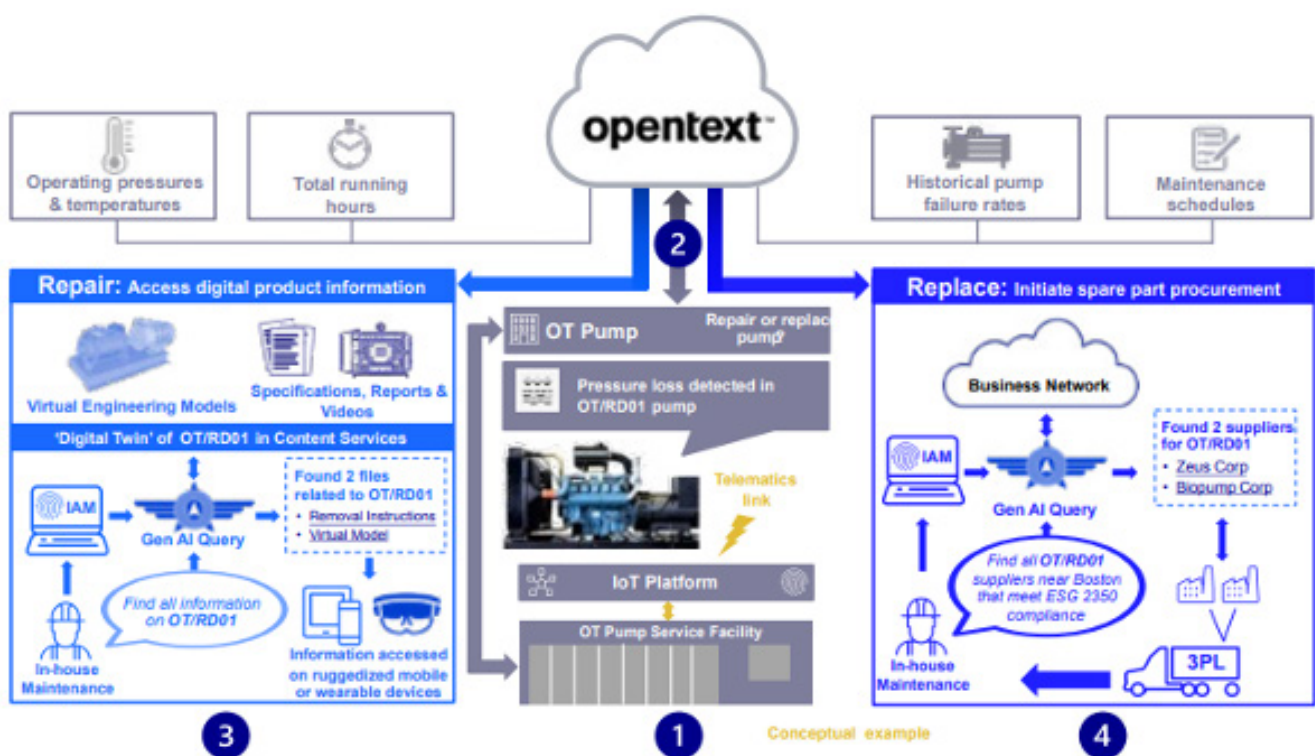 opentext™
Operating pressures
& temperatures
Total running
hours
Historical pump
failure rates
Maintenance
schedules
2
Repair: Access digital product information
Virtual Engineering Models
Specifications, Reports &
Videos
'Digital Twin' of OT/RD01 in Content Services
IAM
Gen AI Query
Found 2 files
related to OT/RD01
• Removal Instructions
• Virtual Model
Find all information
on OT/RD01
In-house
Maintenance
Information accessed
on ruggedized mobile
or wearable devices
3
OT Pump
Repair or replace
pump?
Pressure loss detected in
OT/RD01 pump
Telematics
link
IoT Platform
OT Pump Service Facility
1
Conceptual example
Replace: Initiate spare part procurement
Business Network
IAM
Gen AI Query
Found 2 suppliers
for OT/RD01
• Zeus Corp
• Biopump Corp
Find all OT/RD01
suppliers near Boston
that meet ESG 2350
compliance
In-house
Maintenance
3PL
4